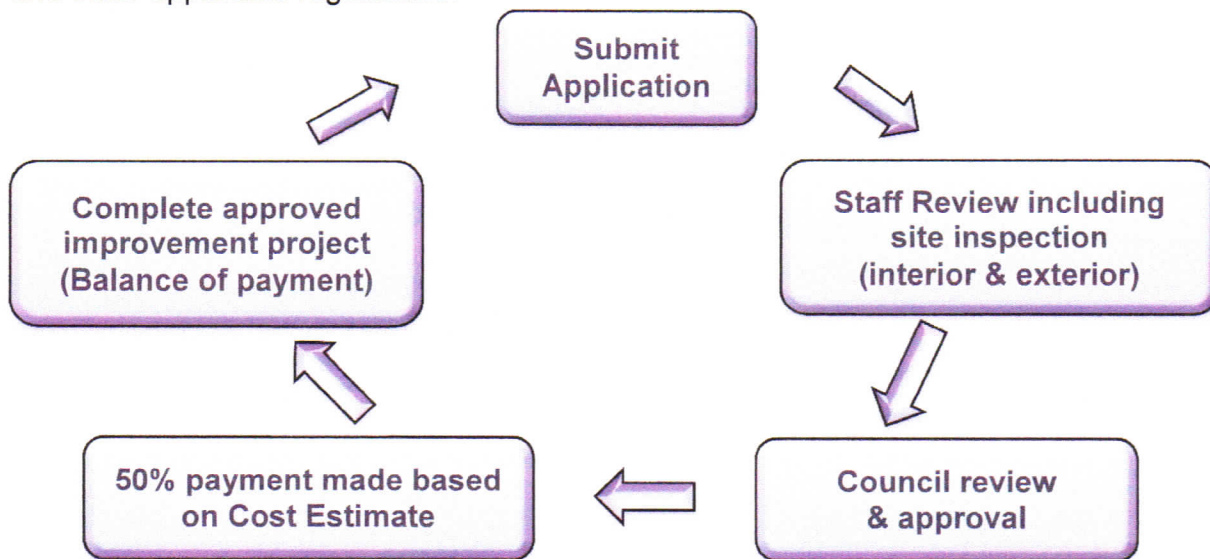 Submit
Application
Staff Review including
site inspection
(interior & exterior)
Council review
& approval
50% payment made based
on Cost Estimate
Complete approved
improvement project
(Balance of payment)